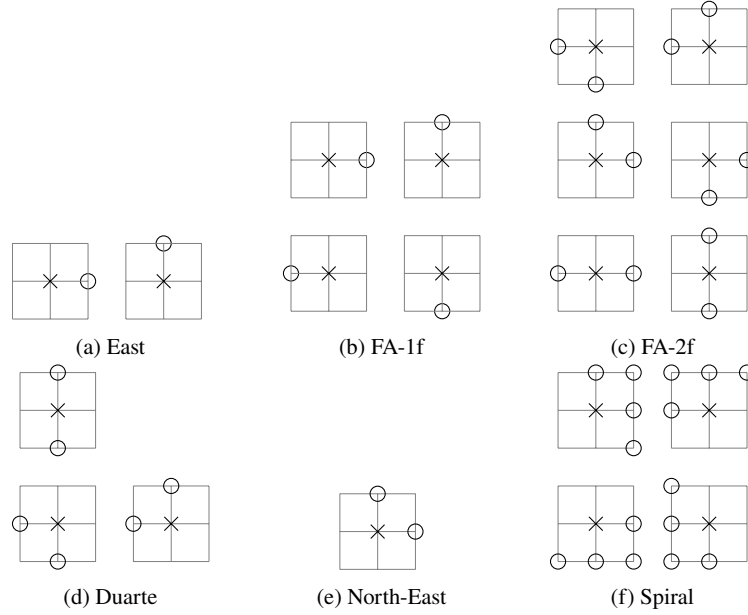 (a) East
(b) FA-1f
(c) FA-2f
(d) Duarte
(e) North-East
(f) Spiral